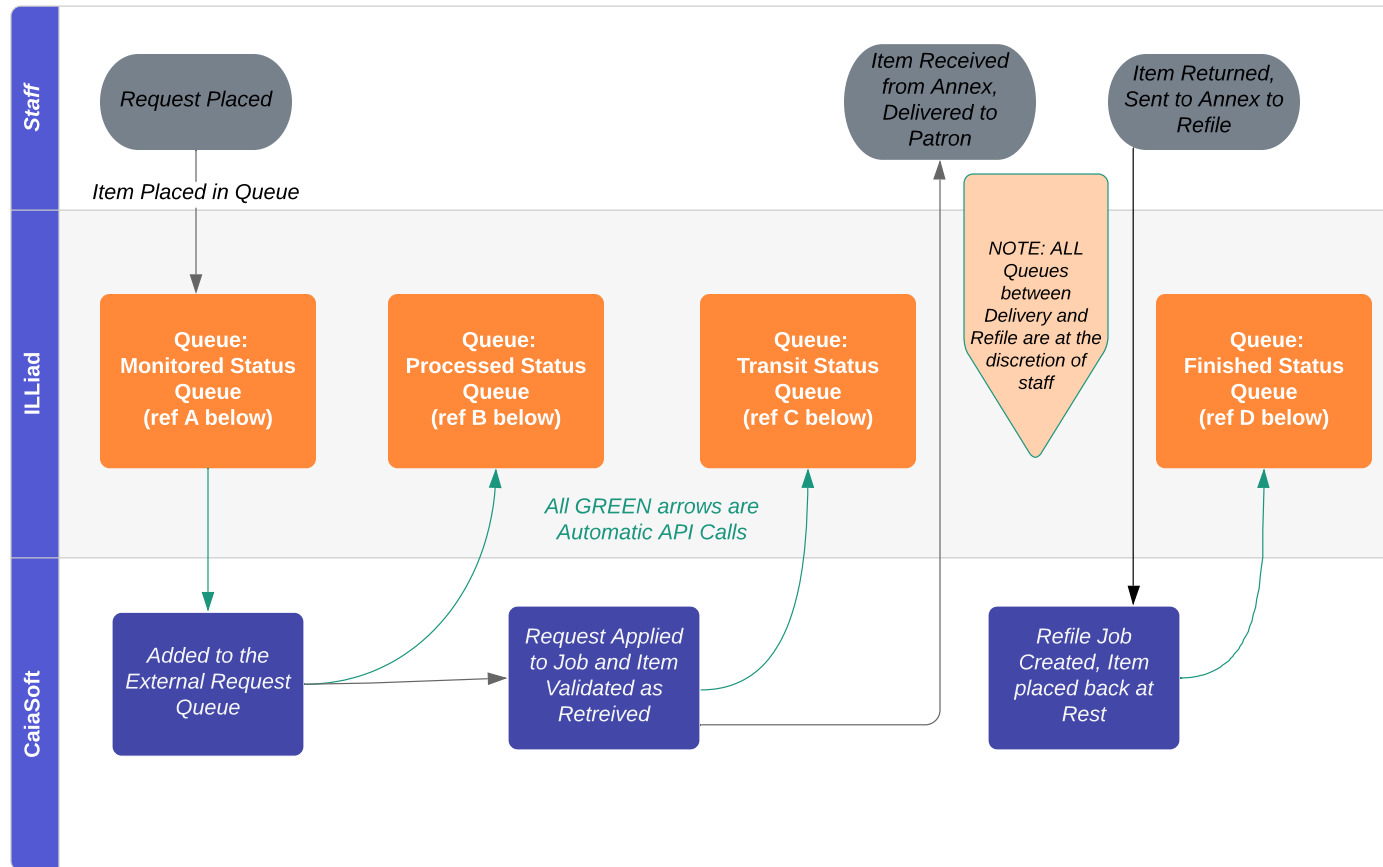 Staff
Request Placed
Item Placed in Queue
Item Received
from Annex,
Delivered to
Patron
Item Returned,
Sent to Annex to
Refile
ILLiad
Queue:
Monitored Status
Queue
(ref A below)
Queue:
Processed Status
Queue
(ref B below)
Queue:
Transit Status
Queue
(ref C below)
NOTE: ALL
Queues
between
Delivery and
Refile are at the
discretion of
staff
Queue:
Finished Status
Queue
(ref D below)
All GREEN arrows are
Automatic API Calls
CaiaSoft
Added to the
External Request
Queue
Request Applied
to Job and Item
Validated as
Retreived
Refile Job
Created, Item
placed back at
Rest